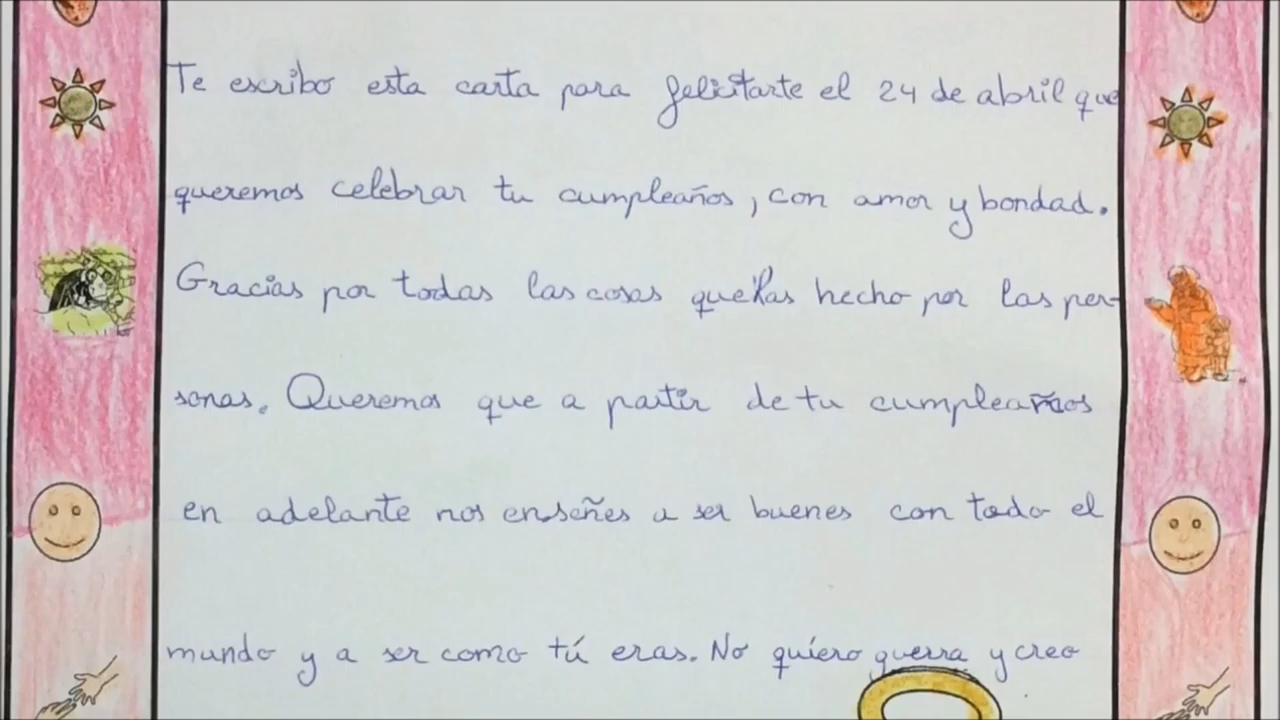 Te escribo esta carta para felicitarte el 24 de abril que
queremos celebrar tu cumpleaños, con amor y bondad.
Gracias por todas las cosas que has hecho por las per-
sonas. Queremos que a partir de tu cumpleaños
en adelante nos enseñes a ser buenes con todo el
mundo y a ser como tú eras. No quíero guerra y creo